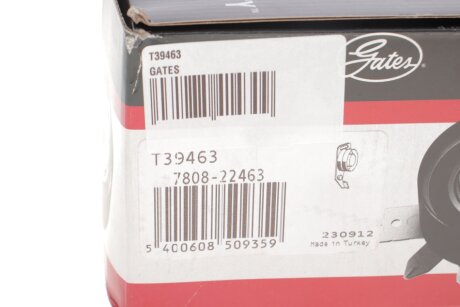 Y"
T39463
GATES
Gates
T39463
7808-22463
230912
Made in Turkey
5 400608 509359